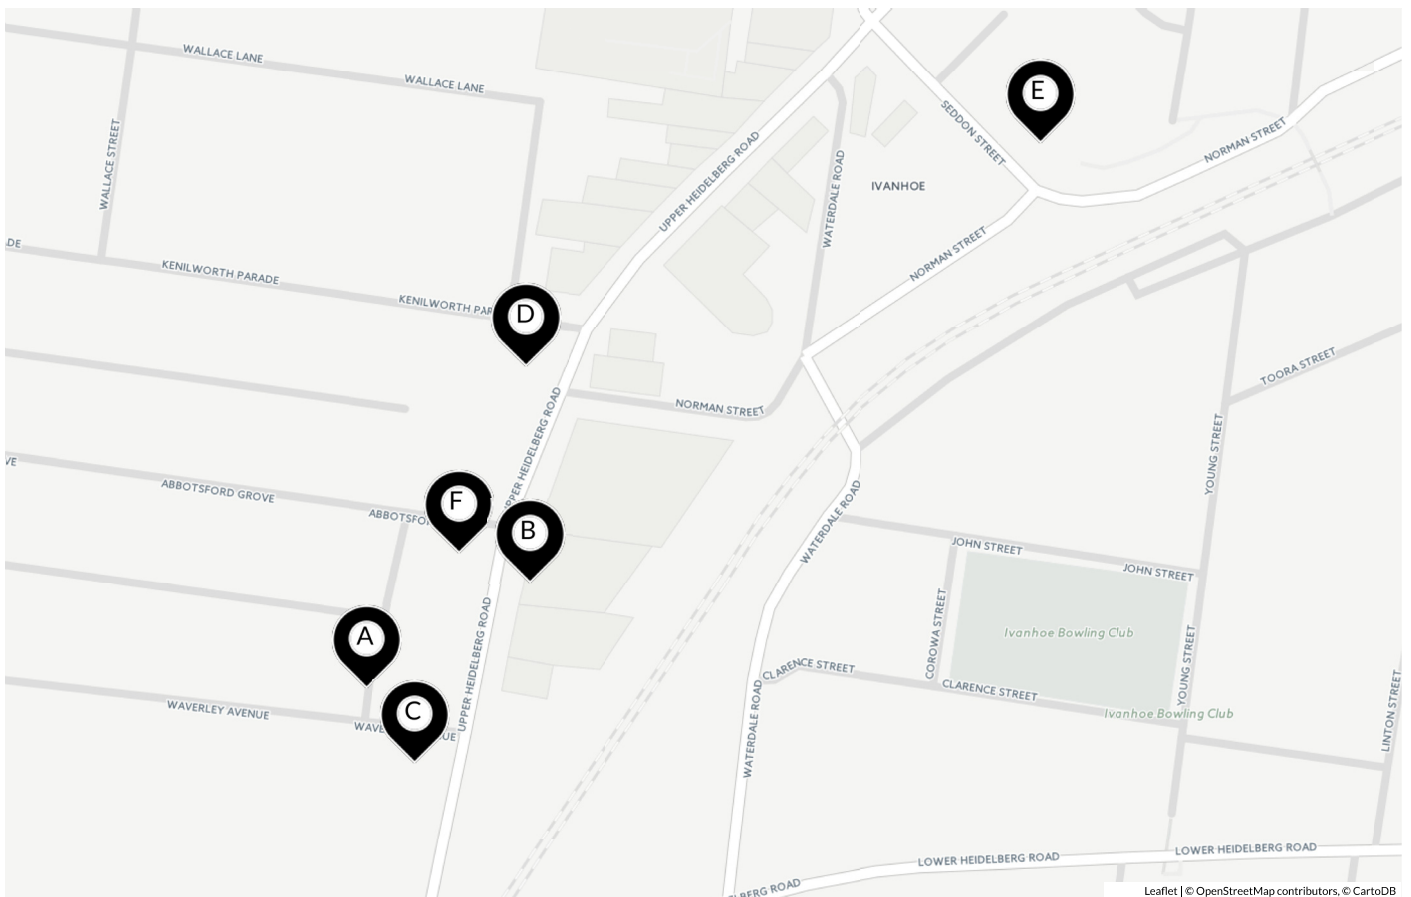 WALLACE LANE
WALLACE LANE
E
SEDDON STREET
NORMAN STREET
WALLACE STREET
UPPER HEIDELBERG ROAD
WATERDALE ROAD
IVANHOE
NORMAN STREET
KENILWORTH PARADE
KENILWORTH PAR
D
TOORA STREET
NORMAN STREET
UPPER HEIDELBERG ROAD
YOUNG STREET
ABBOTSFORD GROVE
ABBOTSFO
F
B
WATERDALE ROAD
JOHN STREET
JOHN STREET
Ivanhoe Bowling Club
COROWA STREET
YOUNG STREET
A
UPPER HEIDELBERG ROAD
CLARENCE STREET
CLARENCE STREET
Ivanhoe Bowling Club
LINTON STREET
WAVERLEY AVENUE
C
WATERDALE ROAD
LOWER HEIDELBERG ROAD
LOWER HEIDELBERG ROAD
LBERG ROAD
Leaflet | © OpenStreetMap contributors, © CartoDB